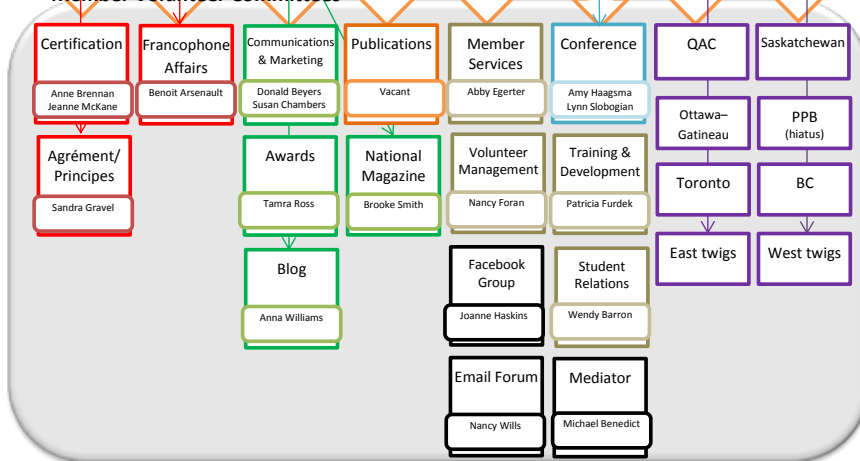 Member Volunteer Committees
Certification
Anne Brennan
Jeanne McKane
Agrément/
Principes
Sandra Gravel
Francophone
Affairs
Benoit Arsenault
Communications
& Marketing
Donald Beyers
Susan Chambers
Awards
Tamra Ross
Blog
Anna Williams
Publications
Vacant
National
Magazine
Brooke Smith
Member
Services
Abby Egerter
Volunteer
Management
Nancy Foran
Facebook
Group
Joanne Haskins
Email Forum
Nancy Wills
Conference
Amy Haagsma
Lynn Slobogian
Training &
Development
Patricia Furdek
Student
Relations
Wendy Barron
Mediator
Michael Benedict
QAC
Ottawa–
Gatineau
Toronto
East twigs
Saskatchewan
PPB
(hiatus)
BC
West twigs